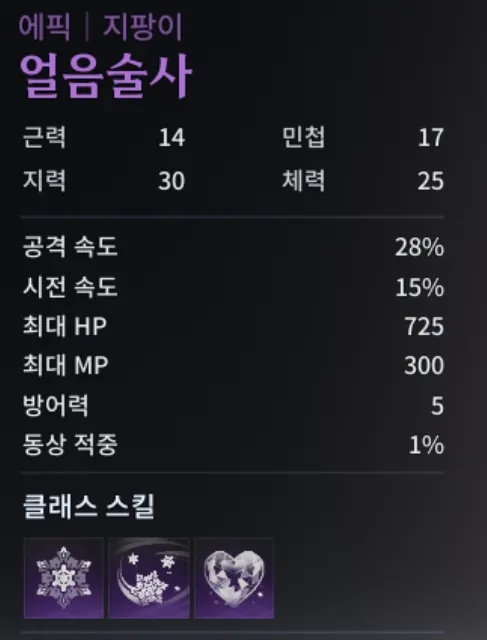 에픽 | 지팡이
얼음술사
근력 14 민첩 17
지력 30 체력 25
공격 속도 28%
시전 속도 15%
최대 HP 725
최대 MP 300
방어력 5
동상 적중 1%
클래스 스킬